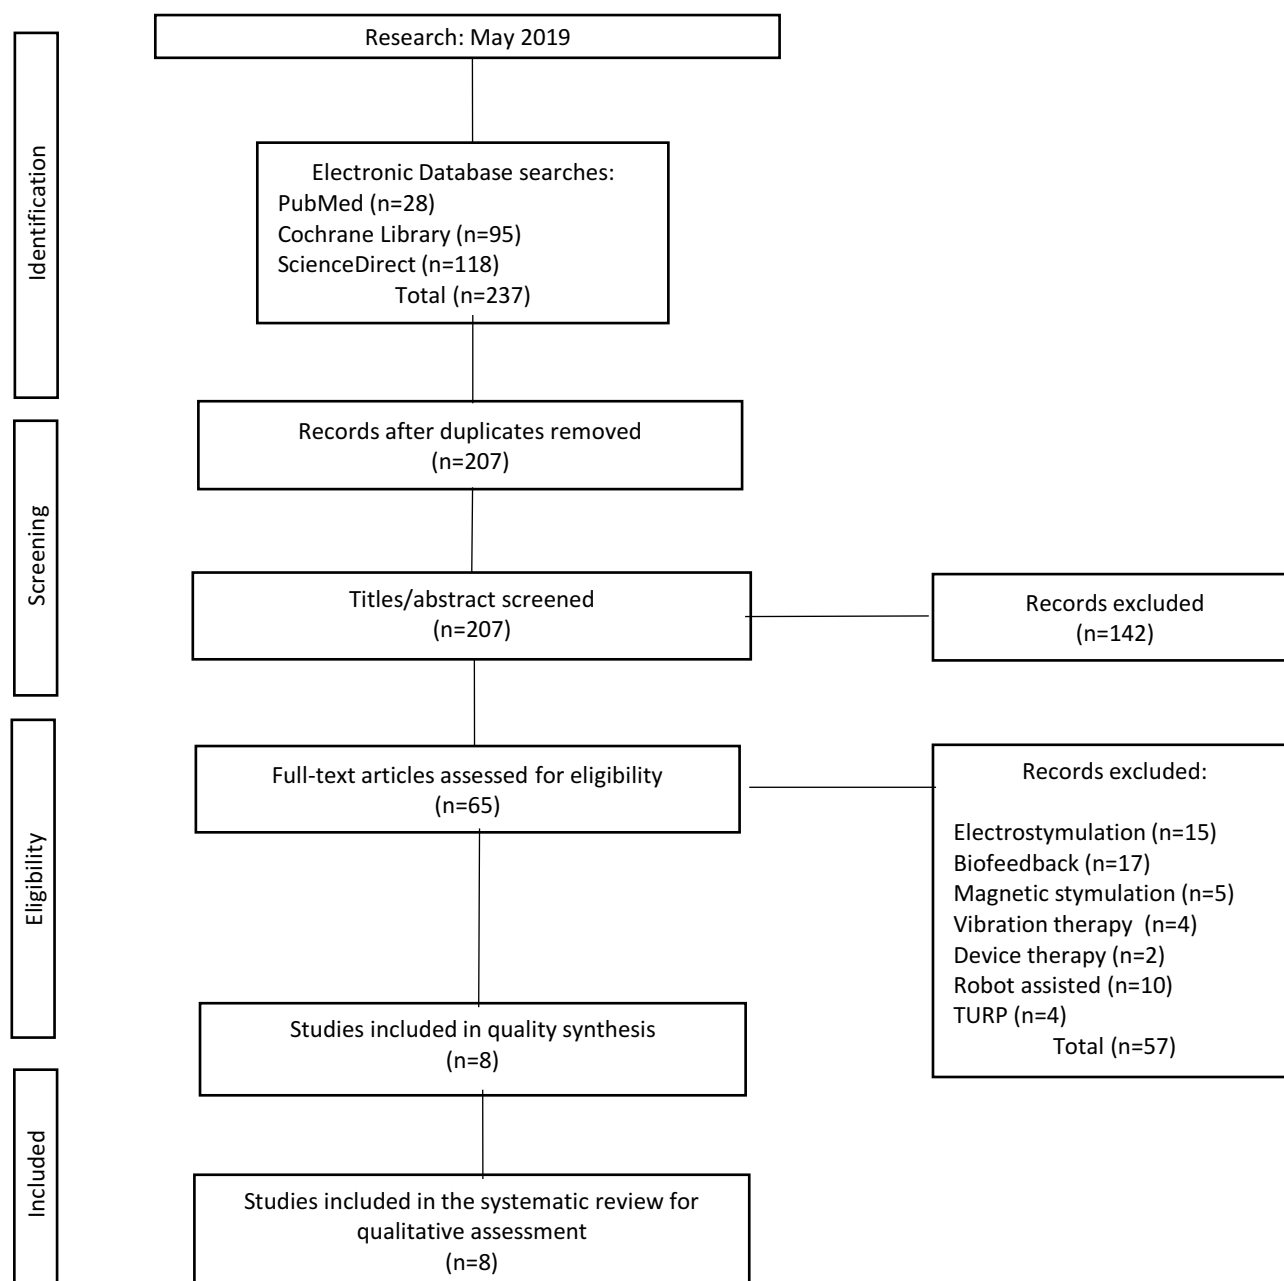 Research: May 2019
Identification
Electronic Database searches:
PubMed (n=28)
Cochrane Library (n=95)
ScienceDirect (n=118)
Total (n=237)
Screening
Records after duplicates removed
(n=207)
Titles/abstract screened
(n=207)
Records excluded
(n=142)
Eligibility
Full-text articles assessed for eligibility
(n=65)
Records excluded:
Electrostymulation (n=15)
Biofeedback (n=17)
Magnetic stymulation (n=5)
Vibration therapy  (n=4)
Device therapy (n=2)
Robot assisted (n=10)
TURP (n=4)
Total (n=57)
Studies included in quality synthesis
(n=8)
Included
Studies included in the systematic review for
qualitative assessment
(n=8)